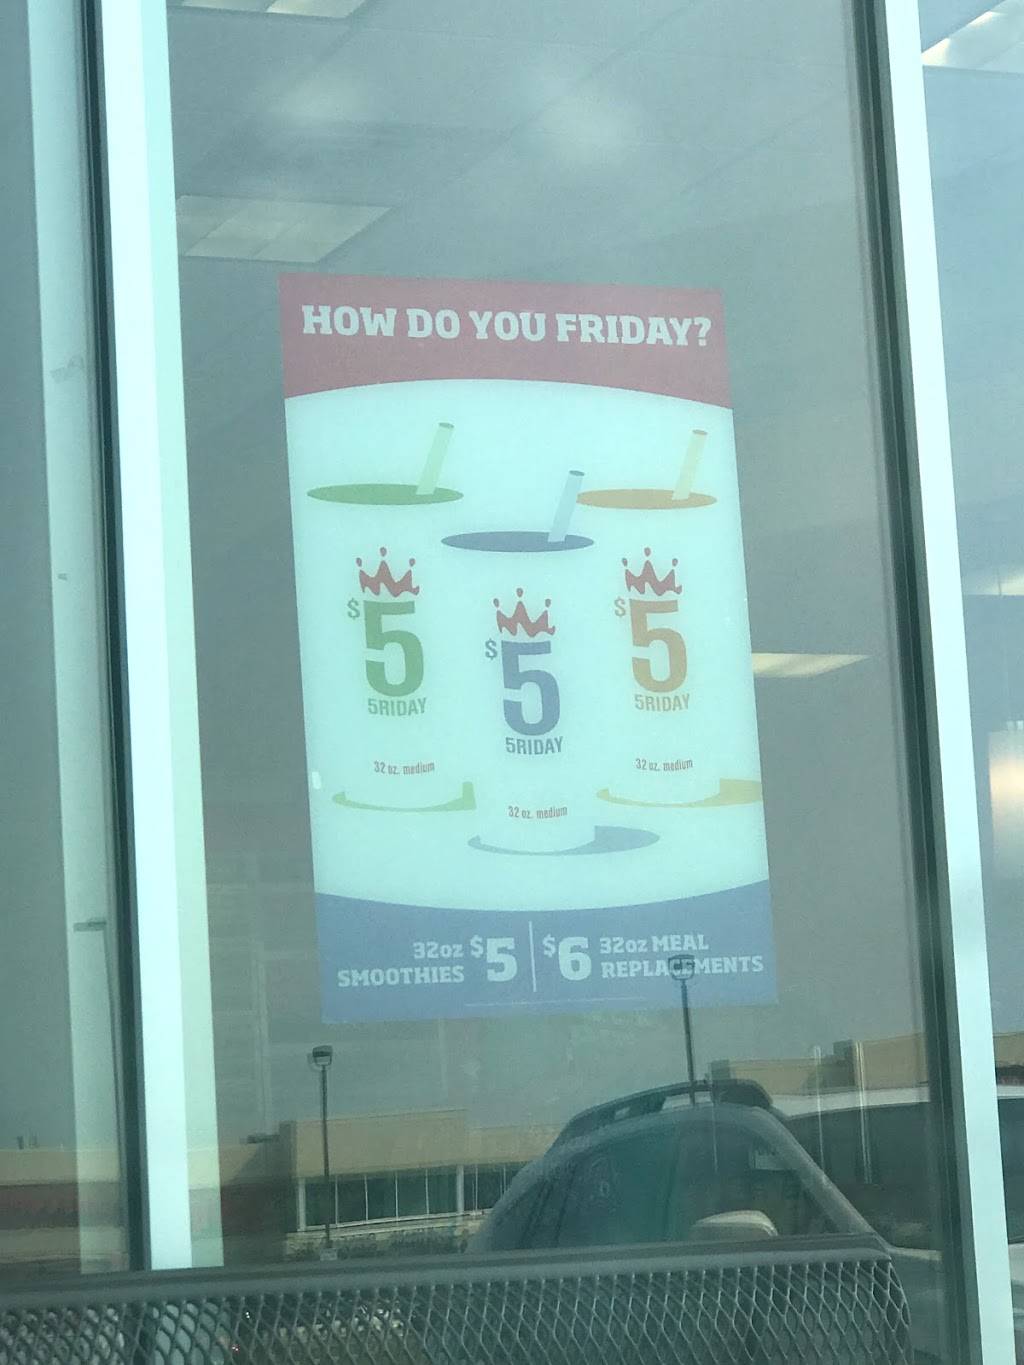 HOW DO YOU FRIDAY?
$5
5RIDAY
32 oz. medium
$5
5RIDAY
32 oz. medium
$5
5RIDAY
32 oz. medium
32oz SMOOTHIES $5
$6 32oz MEAL REPLACEMENTS